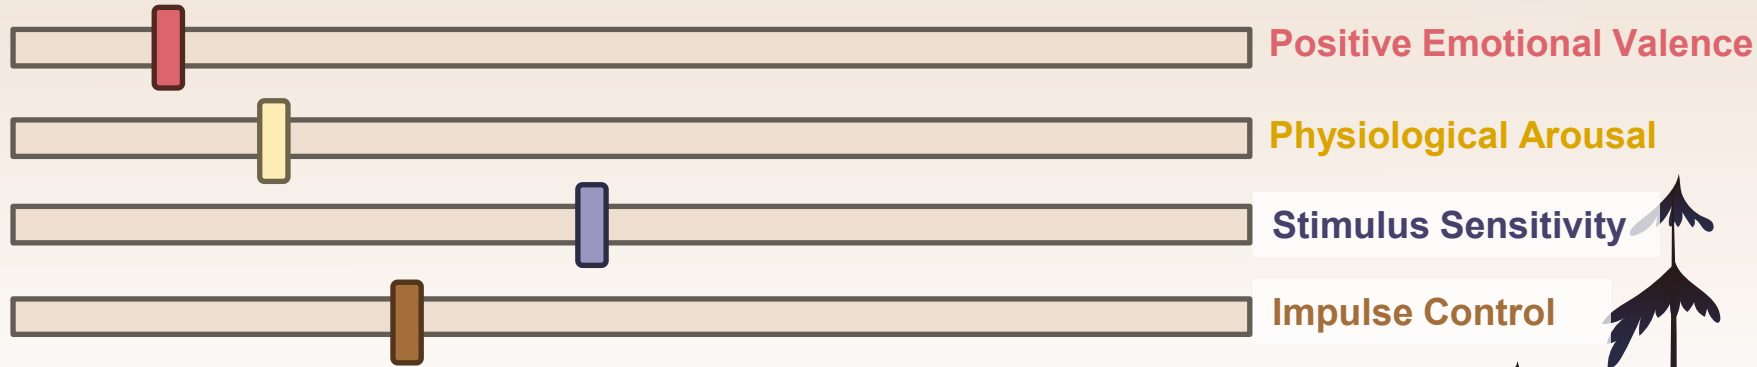 Positive Emotional Valence
Physiological Arousal
Stimulus Sensitivity
Impulse Control